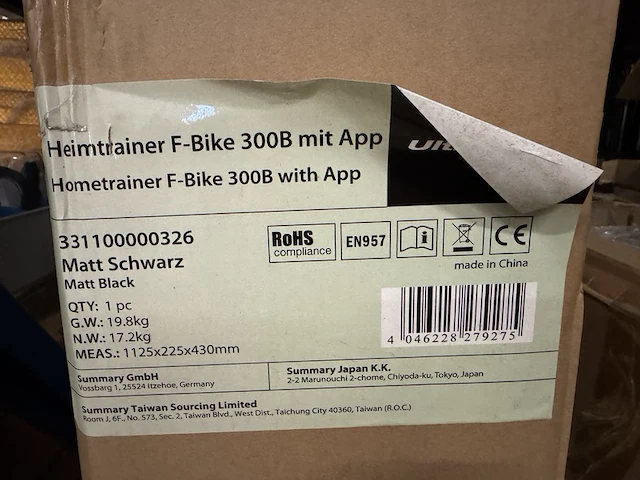 Heimtrainer F-Bike 300B mit App
Hometrainer F-Bike 300B with App
331100000326
Matt Schwarz
Matt Black
QTY: 1 pc
G.W.: 19.8kg
N.W.: 17.2kg
MEAS.: 1125x225x430mm
RoHS
compliance
EN957
i
CE
made in China
4 046228 279275
Summary GmbH
Vossbarg 1, 25524 Itzehoe, Germany
Summary Japan K.K.
2-2 Marunouchi 2-chome, Chiyoda-ku, Tokyo, Japan
Summary Taiwan Sourcing Limited
Room J, 6F., No. 573, Sec. 2, Taiwan Blvd., West Dist., Taichung City 40360, Taiwan (R.O.C.)